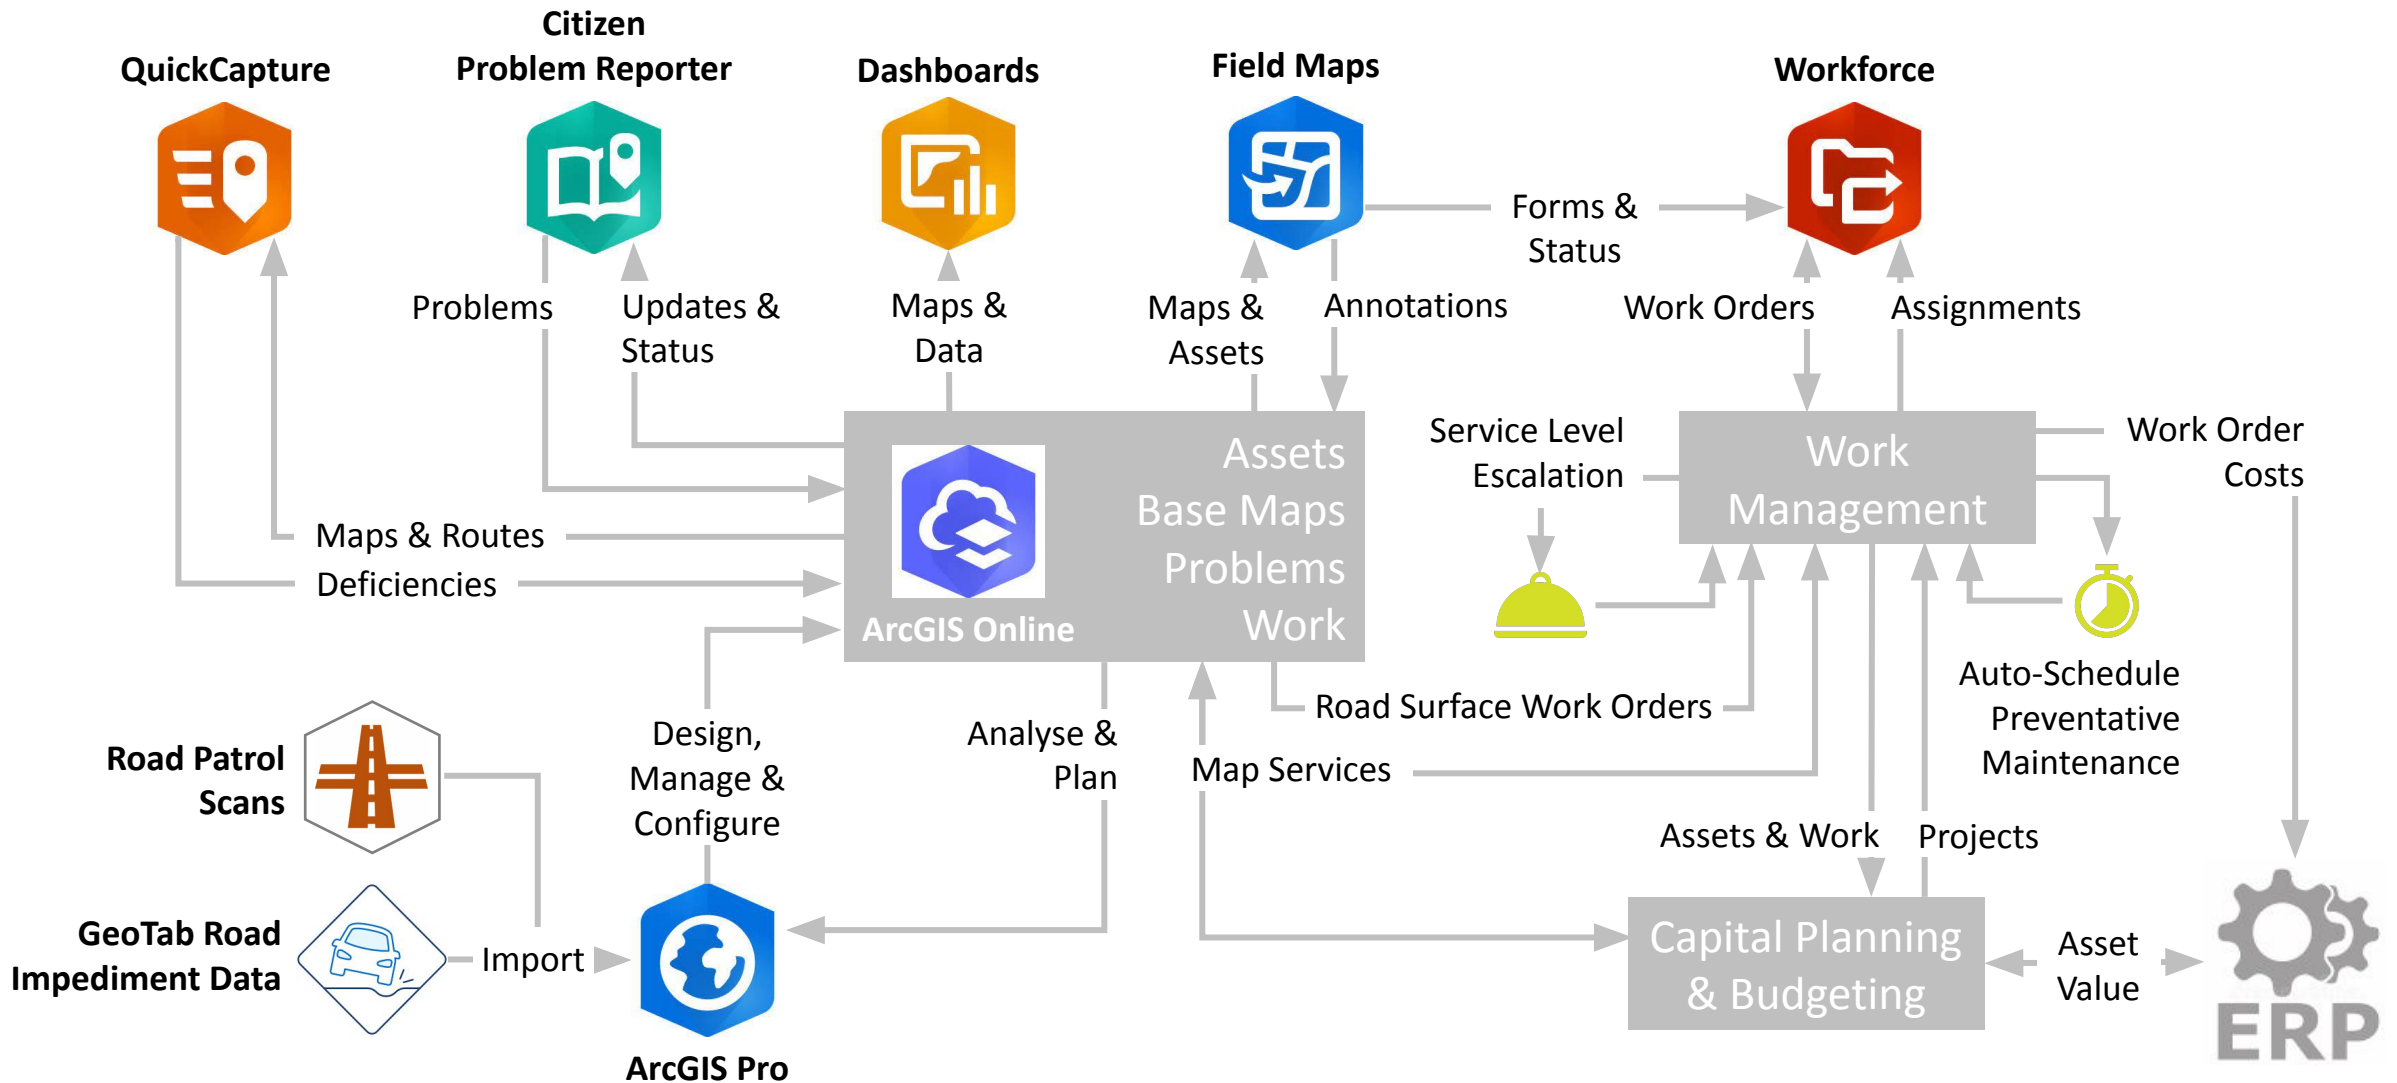 Citizen
Problem Reporter
QuickCapture
Dashboards
Field Maps
Workforce
Forms &
Status
Problems
Updates &
Status
Maps &
Data
Maps &
Assets
Annotations
Work Orders
Assignments
Service Level
Escalation
Work
Management
Work Order
Costs
Assets
Base Maps
Problems
Work
ArcGIS Online
Maps & Routes
Deficiencies
Auto-Schedule
Preventative
Maintenance
Road Surface Work Orders
Map Services
Design,
Manage &
Configure
Analyse &
Plan
Road Patrol
Scans
Assets & Work
Projects
GeoTab Road
Impediment Data
Import
ArcGIS Pro
Capital Planning
& Budgeting
Asset
Value
ERP